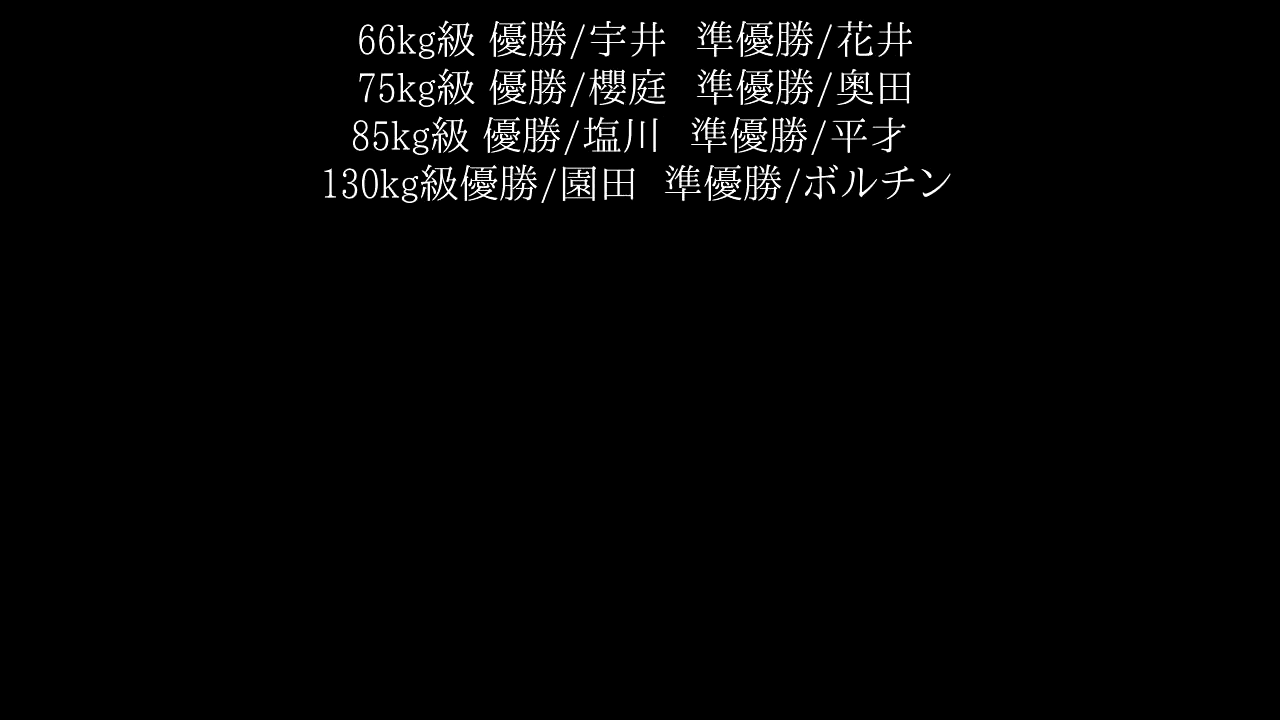 66kg級 優勝/宇井　準優勝/花井
75kg級 優勝/櫻庭　準優勝/奥田
85kg級 優勝/塩川　準優勝/平才
130kg級優勝/園田　準優勝/ボルチン